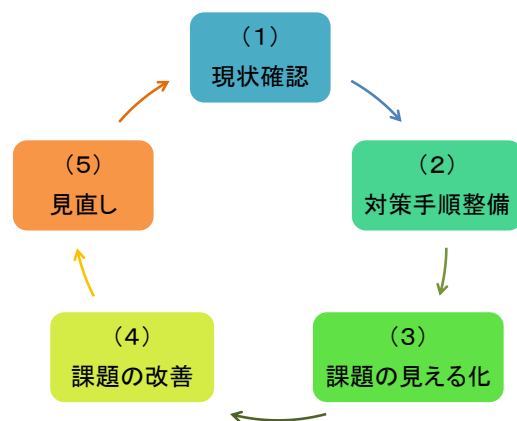 （１）
現状確認
（２）
対策手順整備
（３）
課題の見える化
（４）
課題の改善
（５）
見直し